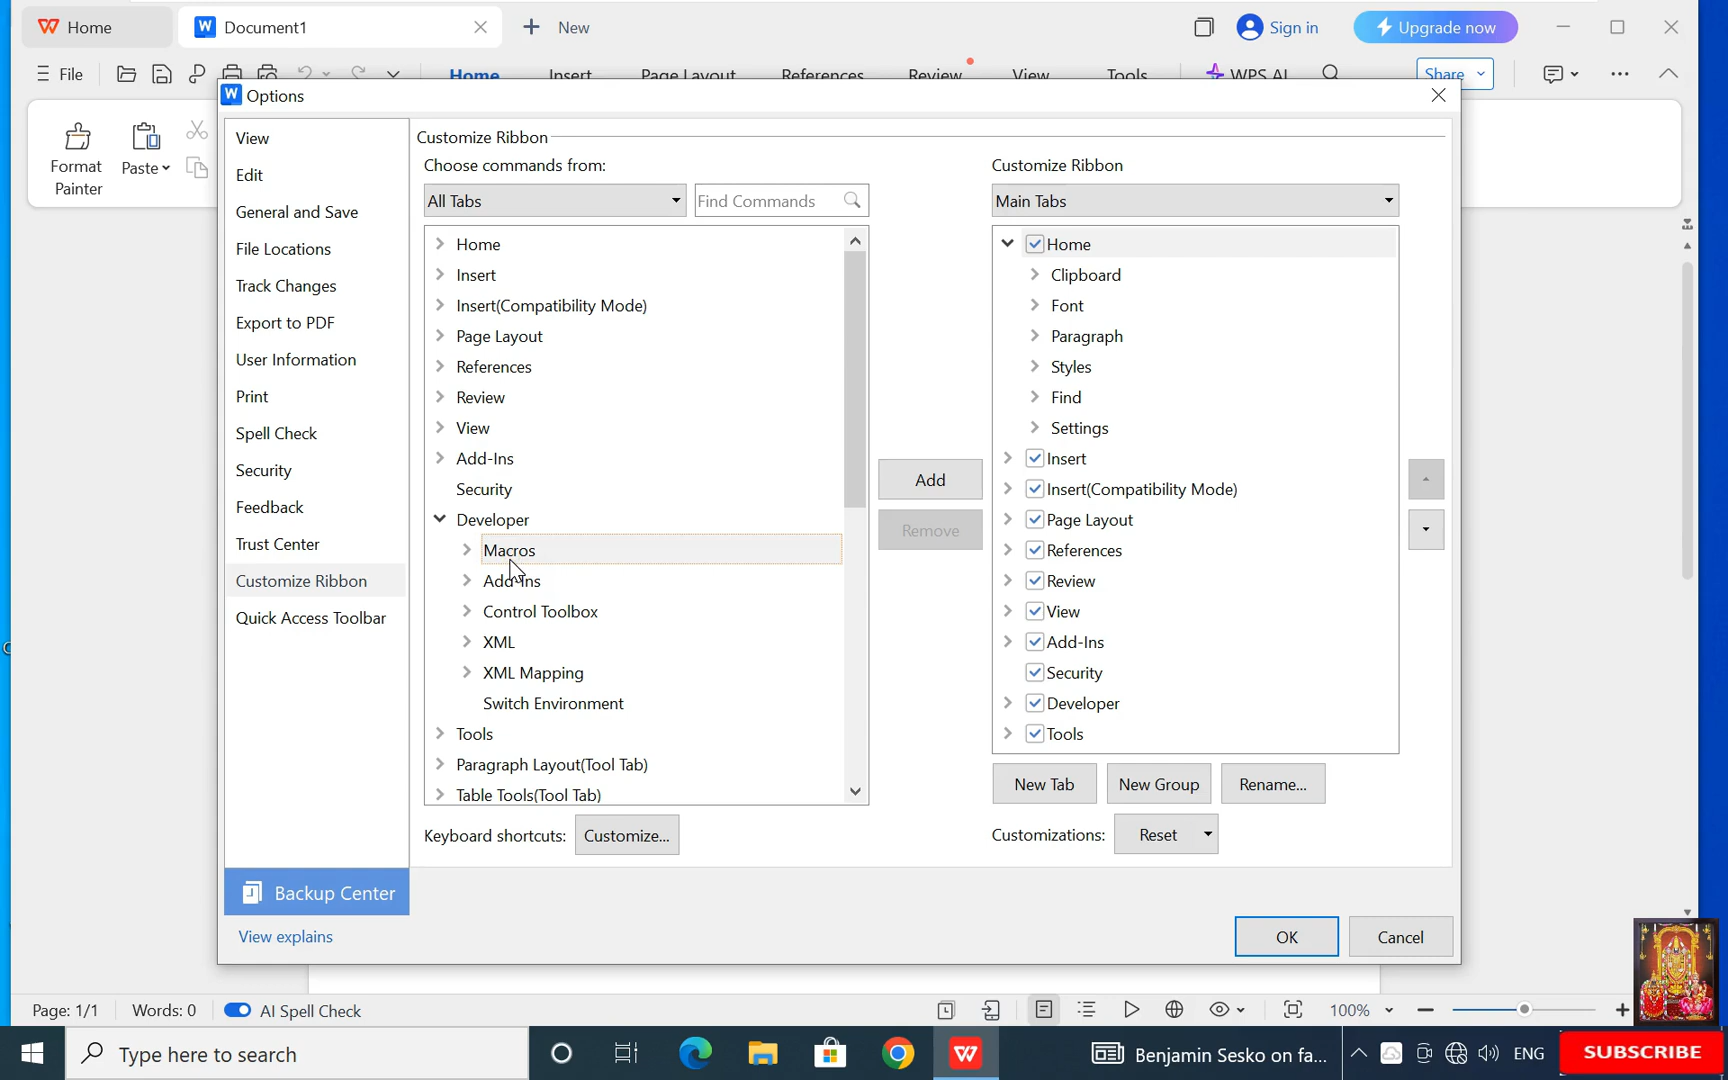 Home
Document1
New
Sign in
Upgrade now
File
Home
Insert
Page Layout
References
Review
View
Tools
WPS AI
Share
Options
Format
Painter
Paste
View
Edit
General and Save
File Locations
Track Changes
Export to PDF
User Information
Print
Spell Check
Security
Feedback
Trust Center
Customize Ribbon
Quick Access Toolbar
Backup Center
View explains
Customize Ribbon
Choose commands from:
All Tabs
Find Commands
Home
Insert
Insert(Compatibility Mode)
Page Layout
References
Review
View
Add-Ins
Security
Developer
Macros
Add-Ins
Control Toolbox
XML
XML Mapping
Switch Environment
Tools
Paragraph Layout(Tool Tab)
Table Tools(Tool Tab)
Keyboard shortcuts:
Customize...
Add
Remove
Customize Ribbon
Main Tabs
Home
Clipboard
Font
Paragraph
Styles
Find
Settings
Insert
Insert(Compatibility Mode)
Page Layout
References
Review
View
Add-Ins
Security
Developer
Tools
New Tab
New Group
Rename...
Customizations:
Reset
OK
Cancel
Page: 1/1
Words: 0
AI Spell Check
100%
Type here to search
Benjamin Sesko on fa...
ENG
SUBSCRIBE